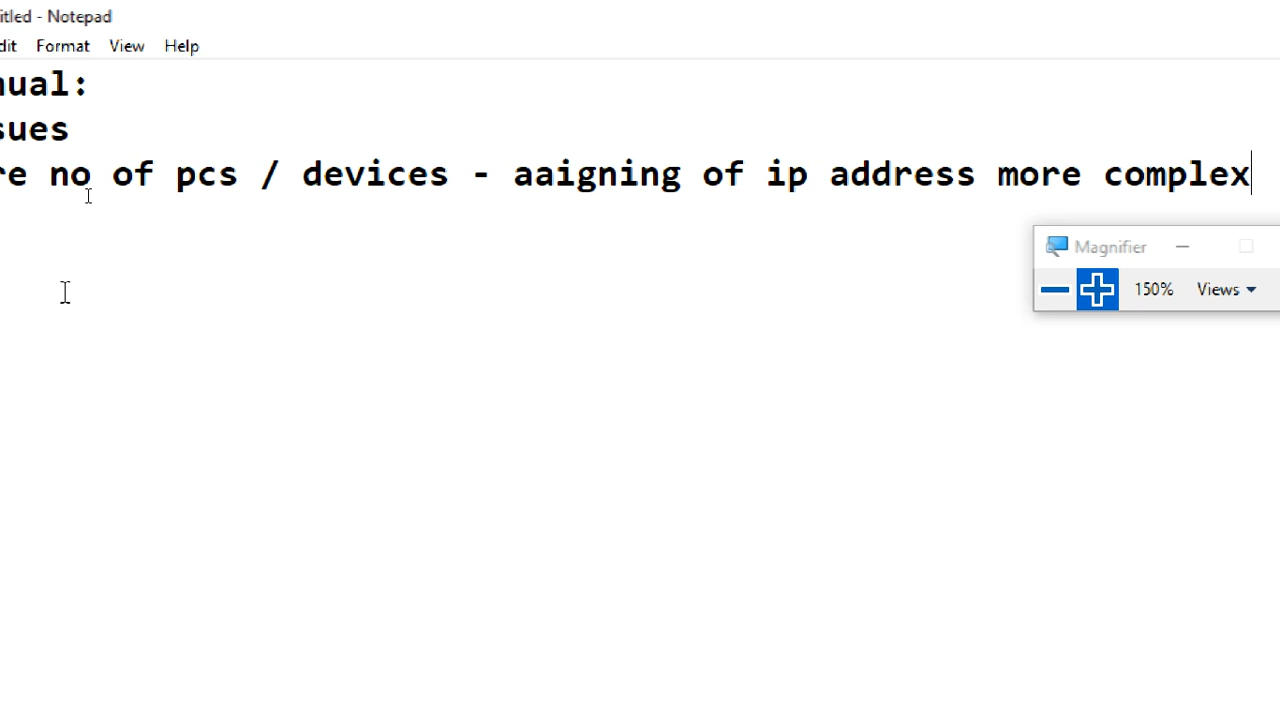 itled - Notepad
dit Format View Help
nual:
sues
re no of pcs / devices - aaigning of ip address more complex
Magnifier
150% Views